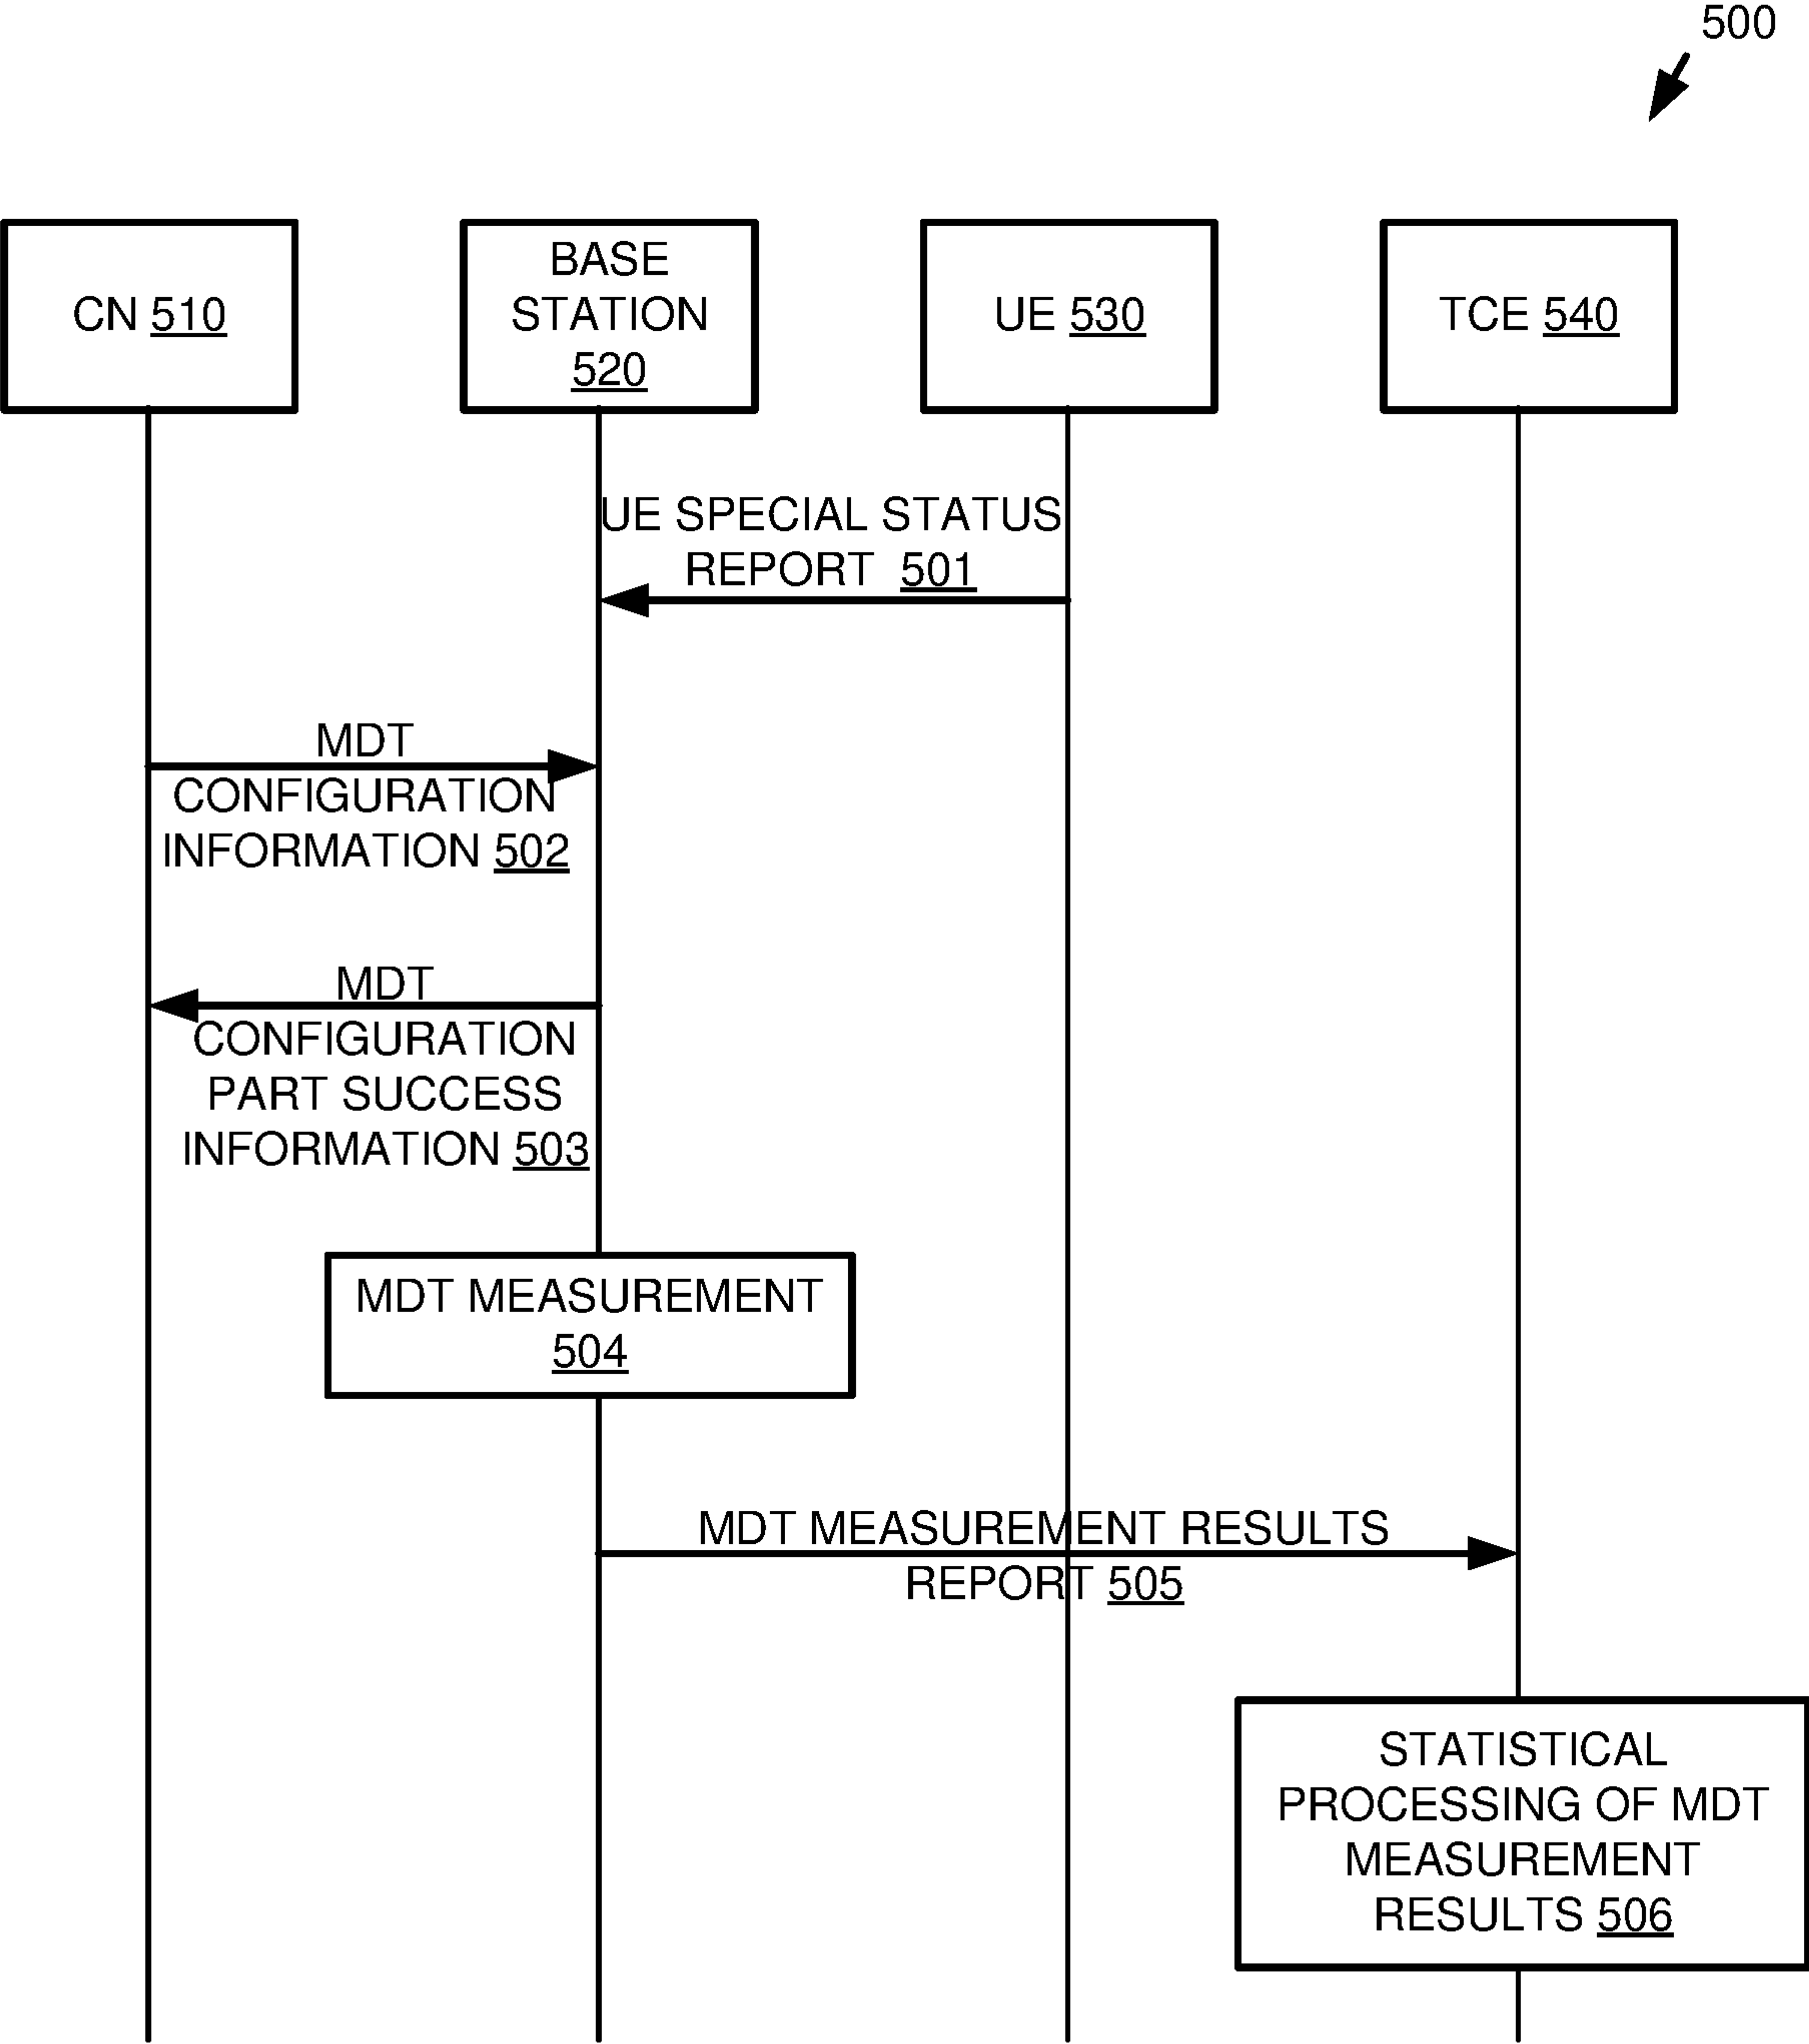 500
CN 510
BASE
STATION
520
UE 530
TCE 540
UE SPECIAL STATUS
REPORT 501
MDT
CONFIGURATION
INFORMATION 502
MDT
CONFIGURATION
PART SUCCESS
INFORMATION 503
MDT MEASUREMENT
504
MDT MEASUREMENT RESULTS
REPORT 505
STATISTICAL
PROCESSING OF MDT
MEASUREMENT
RESULTS 506